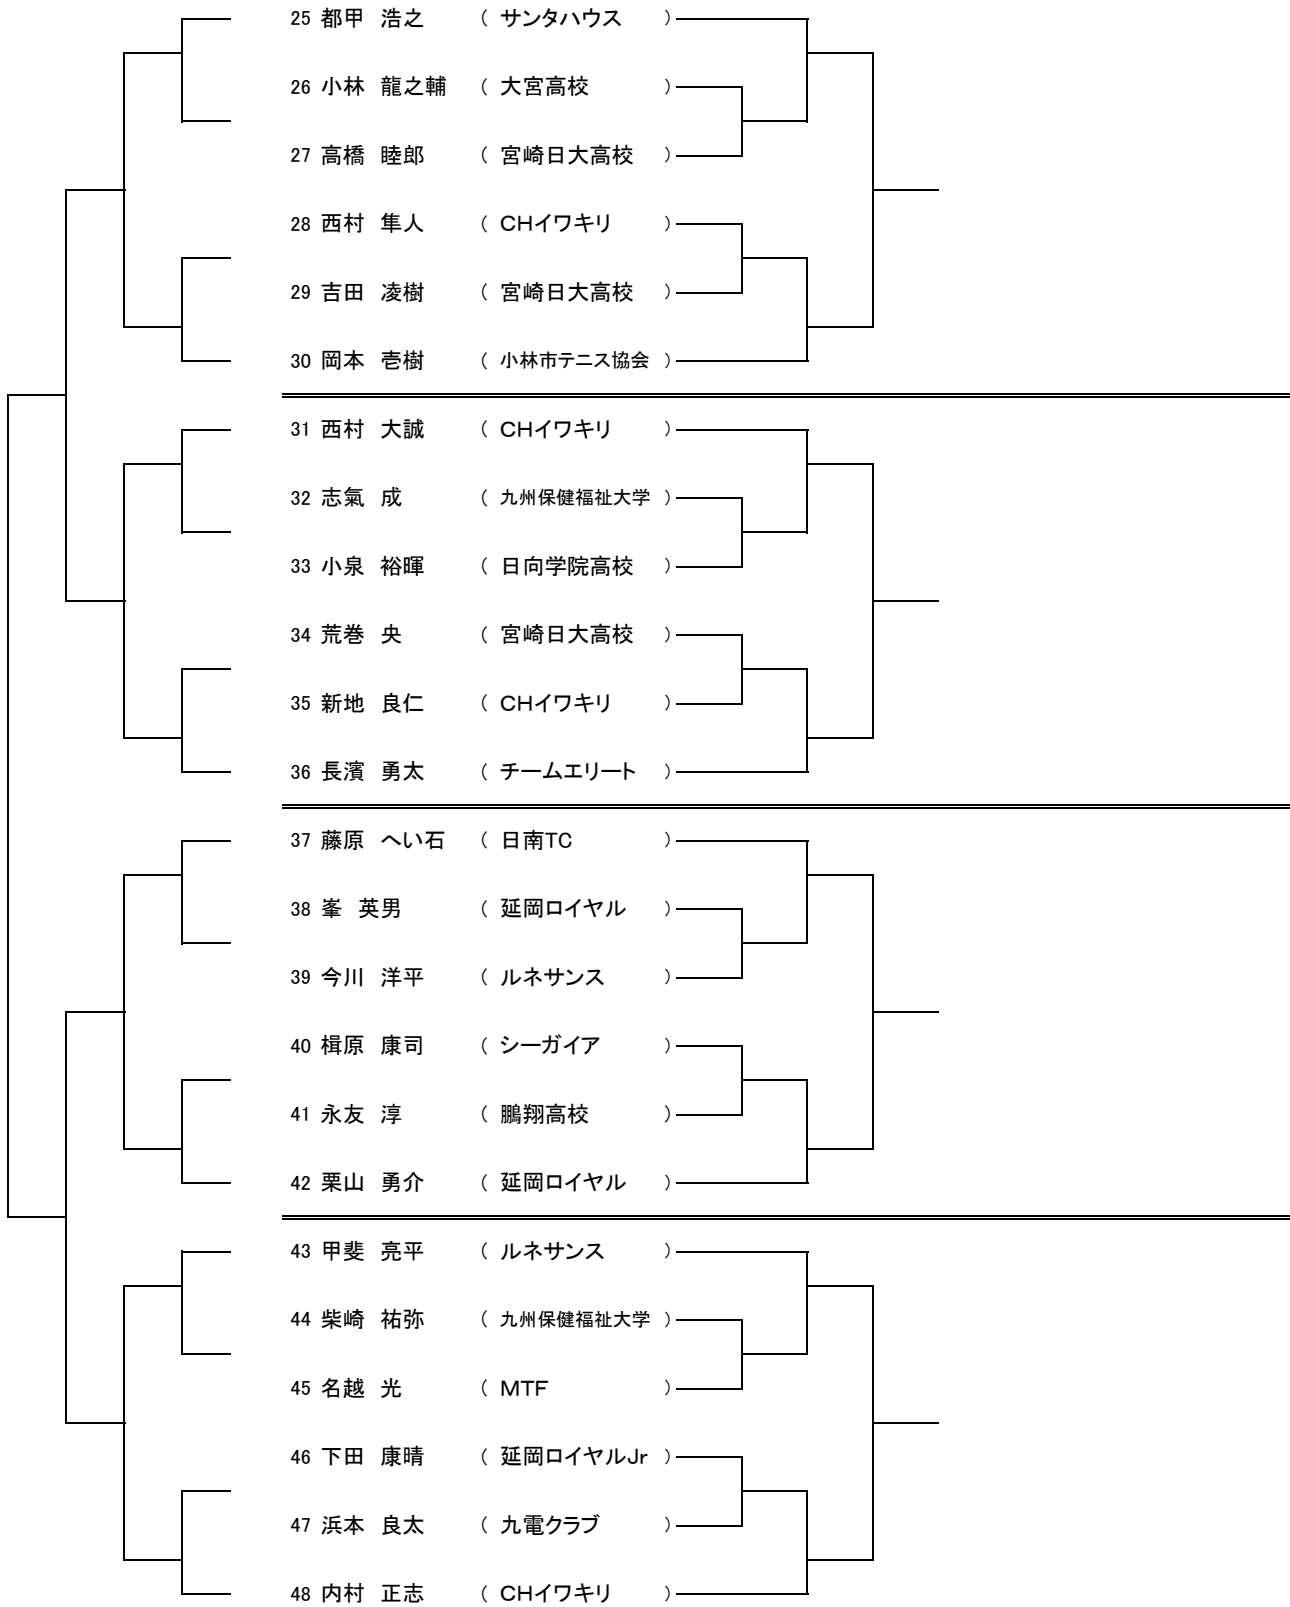 25 都甲 浩之 ( サンタハウス )
26 小林 龍之輔 ( 大宮高校 )
27 高橋 睦郎 ( 宮崎日大高校 )
28 西村 隼人 ( CHイワキリ )
29 吉田 凌樹 ( 宮崎日大高校 )
30 岡本 壱樹 ( 小林市テニス協会 )
31 西村 大誠 ( CHイワキリ )
32 志氣 成 ( 九州保健福祉大学 )
33 小泉 裕暉 ( 日向学院高校 )
34 荒巻 央 ( 宮崎日大高校 )
35 新地 良仁 ( CHイワキリ )
36 長濱 勇太 ( チームエリート )
37 藤原 へい石 ( 日南TC )
38 峯 英男 ( 延岡ロイヤル )
39 今川 洋平 ( ルネサンス )
40 楫原 康司 ( シーガイア )
41 永友 淳 ( 鵬翔高校 )
42 栗山 勇介 ( 延岡ロイヤル )
43 甲斐 亮平 ( ルネサンス )
44 柴崎 祐弥 ( 九州保健福祉大学 )
45 名越 光 ( MTF )
46 下田 康晴 ( 延岡ロイヤルJr )
47 浜本 良太 ( 九電クラブ )
48 内村 正志 ( CHイワキリ )